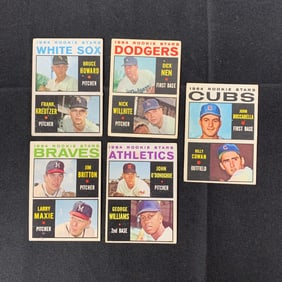 1964 ROOKIE STARS
WHITE SOX
BRUCE
HOWARD
PITCHER
FRANK
KREUTZER
PITCHER
1964 ROOKIE STARS
DODGERS
DICK
NEN
FIRST BASE
NICK
WILLHITE
PITCHER
1964 ROOKIE STARS
CUBS
JOHN
BOCCABELLA
FIRST BASE
BILLY
COWAN
OUTFIELD
1964 ROOKIE STARS
BRAVES
JIM
BRITTON
PITCHER
LARRY
MAXIE
PITCHER
1964 ROOKIE STARS
ATHLETICS
JOHN
O'DONOGHUE
PITCHER
GEORGE
WILLIAMS
2nd BASE